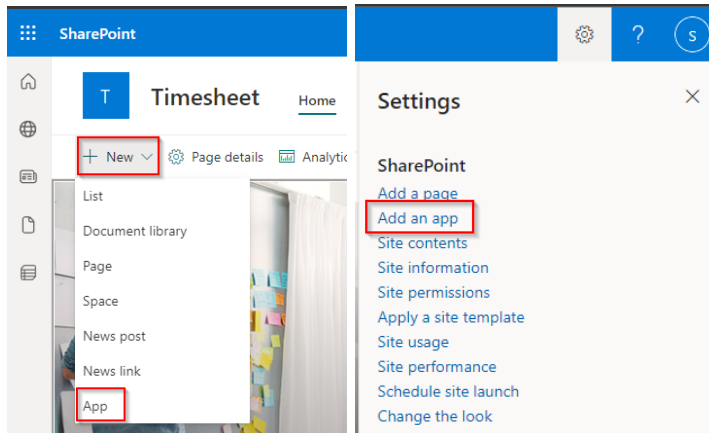 SharePoint
T
Timesheet
Home
+ New
Page details
Analytic
List
Document library
Page
Space
News post
News link
App
?
S
Settings
SharePoint
Add a page
Add an app
Site contents
Site information
Site permissions
Apply a site template
Site usage
Site performance
Schedule site launch
Change the look